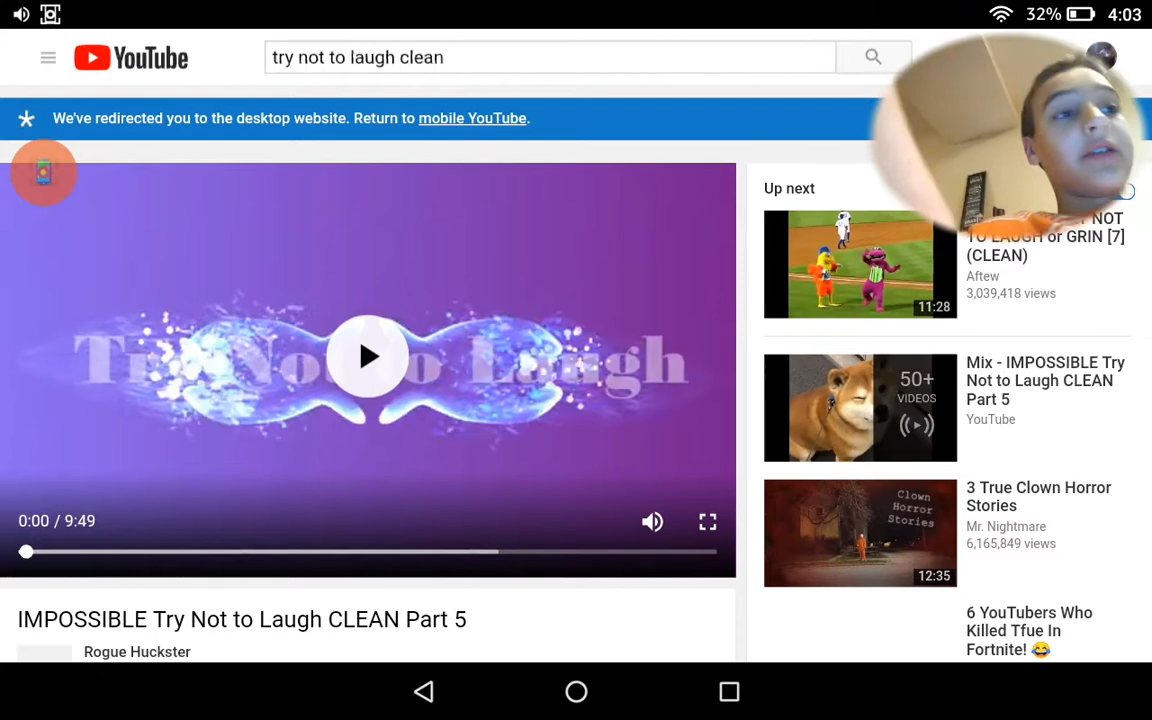 32% 4:03
YouTube
try not to laugh clean
We've redirected you to the desktop website. Return to mobile YouTube.
Try Not to Laugh
0:00 / 9:49
IMPOSSIBLE Try Not to Laugh CLEAN Part 5
Rogue Huckster
Up next
NOT
TO LAUGH or GRIN [7]
(CLEAN)
Aftew
3,039,418 views
11:28
Mix - IMPOSSIBLE Try
Not to Laugh CLEAN
Part 5
YouTube
50+
VIDEOS
3 True Clown Horror
Stories
Mr. Nightmare
6,165,849 views
Clown
Horror
Stories
12:35
6 YouTubers Who
Killed Tfue In
Fortnite! 😂